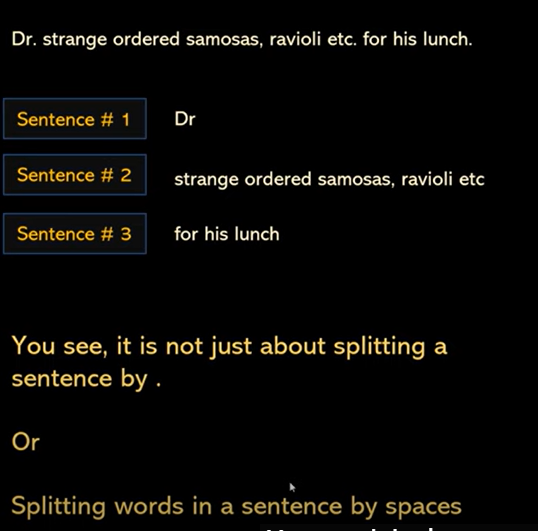 Dr. strange ordered samosas, ravioli etc. for his lunch.
Sentence # 1 Dr
Sentence # 2 strange ordered samosas, ravioli etc
Sentence # 3 for his lunch
You see, it is not just about splitting a
sentence by .
Or
Splitting words in a sentence by spaces